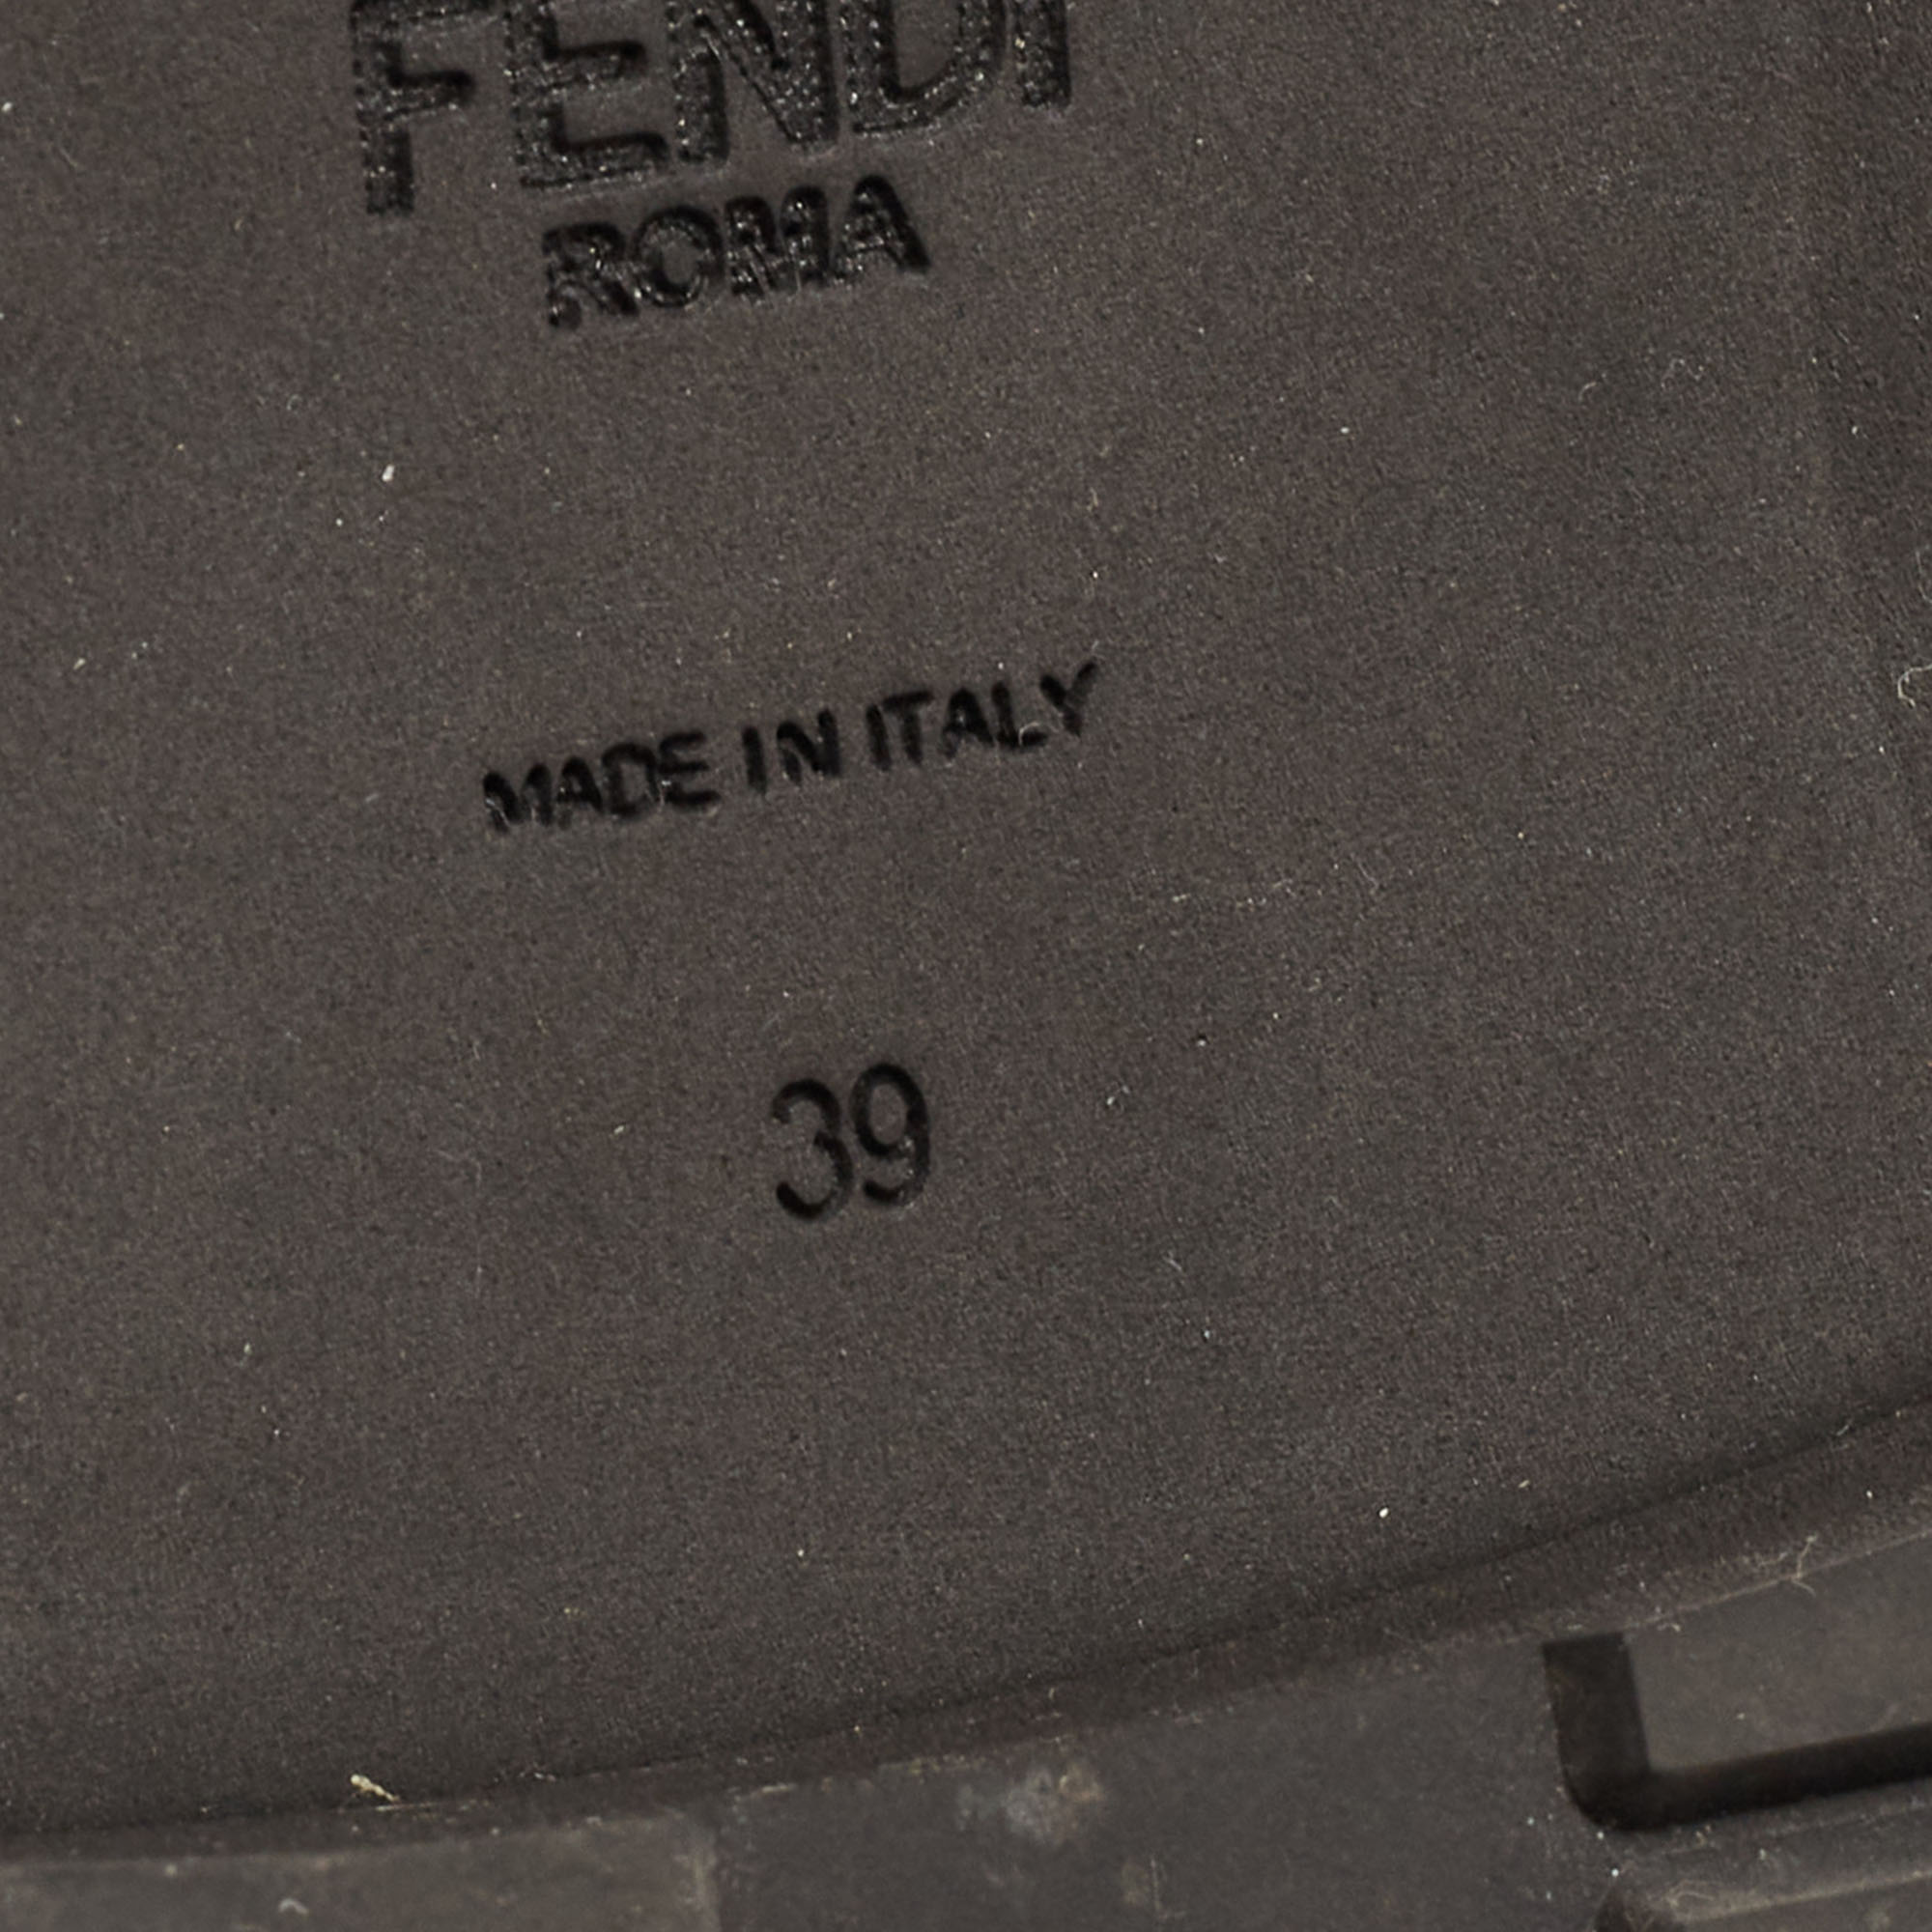 FENDI
ROMA
MADE IN ITALY
39